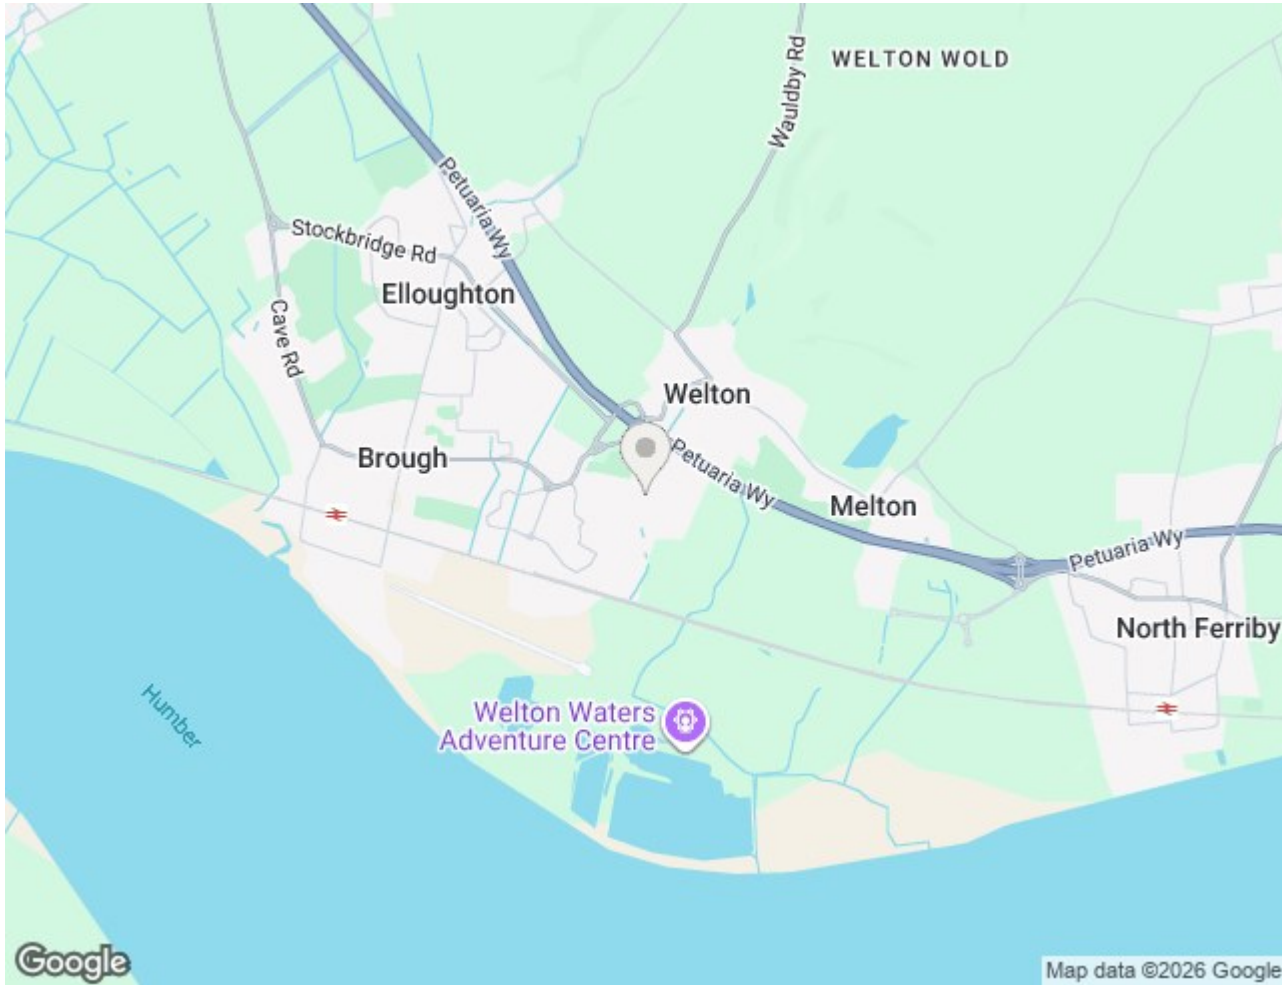 WELTON WOLD
Wauldby Rd
Petuaria Wy
Stockbridge Rd
Elloughton
Cave Rd
Welton
Brough
Petuaria Wy
Melton
Petuaria Wy
North Ferriby
Welton Waters
Adventure Centre
Humber
Google
Map data ©2026 Google